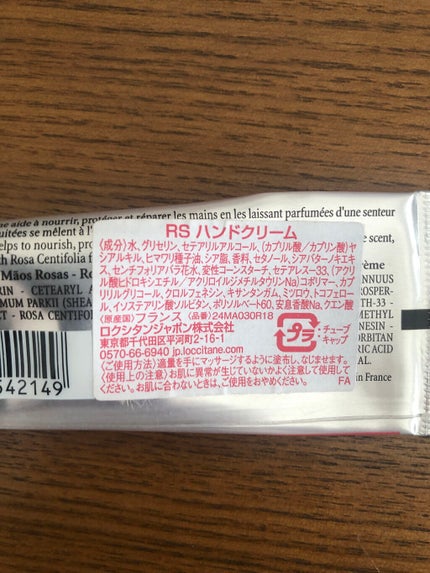 me aide à nourrir, protéger et réparer les mains en les laissant parfumées d'une senteur
uitées se mêlent à l'
elps to nourish, pro
e scent,
th Rosa Centifolia f
Mãos Rosas - Ro
ème
RIN - CETEARYL A
NNUUS
OSPER-
MUM PARKII (SHEA
TH-33 -
- ROSA CENTIFO
METHYL
NESIN -
ORBITAN
RIC ACID
AL.
in France
542149
RS ハンドクリーム
〈成分〉水、グリセリン、セテアリルアルコール、(カプリル酸/カプリン酸)ヤ
シアルキル、ヒマワリ種子油、シア脂、香料、セタノール、シアバターノキエキ
ス、センチフォリアバラ花水、変性コーンスターチ、セテアレス-33、(アクリ
ル酸ヒドロキシエチル/アクリロイルジメチルタウリンNa)コポリマー、カプ
リリルグリコール、クロルフェネシン、キサンタンガム、ミツロウ、トコフェロー
ル、イソステアリン酸ソルビタン、ポリソルベート60、安息香酸Na、クエン酸
〈原産国〉フランス 〈品番〉24MA030R18
ロクシタンジャポン株式会社
東京都千代田区平河町2-16-1
0570-66-6940 jp.loccitane.com
プラ
:チューブ
キャップ
〈ご使用方法〉適量を手にマッサージするように塗布し、なじませます。
〈使用上の注意〉お肌に異常が生じていないかよく注意して使用して
ください。お肌に合わないときは、ご使用をおやめください。
FA